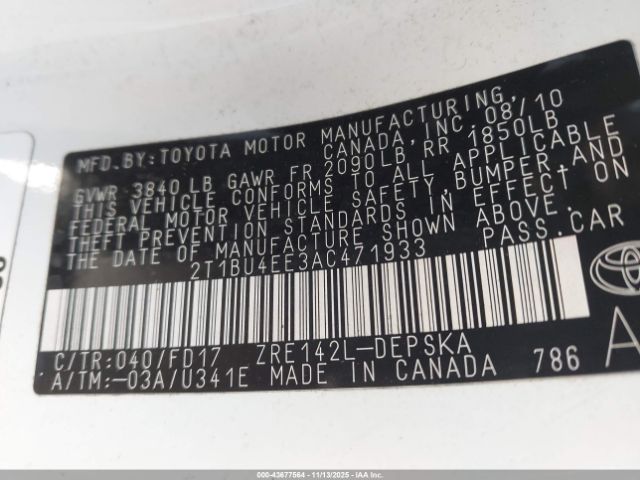 MFD. BY: TOYOTA MOTOR MANUFACTURING,
CANADA, INC. 08/10
GVWR 3840 LB GAWR FR 2090LB, RR 1850LB
THIS VEHICLE CONFORMS TO ALL APPLICABLE
FEDERAL MOTOR VEHICLE SAFETY, BUMPER, AND
THEFT PREVENTION STANDARDS IN EFFECT ON
THE DATE OF MANUFACTURE SHOWN ABOVE.
2T1BU4EE3AC471933 PASS. CAR
C/TR: 040/FD17 ZRE142L-DEPSKA
A/TM: -03A/U341E MADE IN CANADA 786
TOYOTA
A
000-43677564 | 11/13/2025 - IAAI.CA